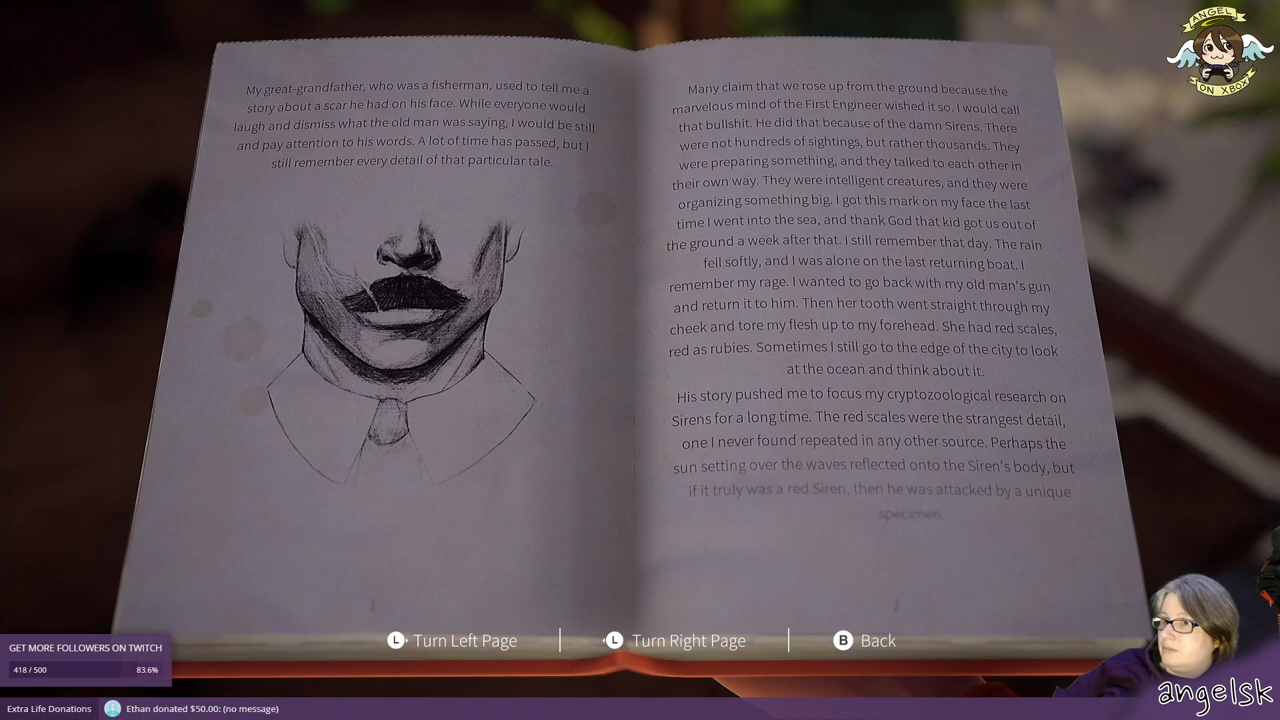 My great-grandfather, who was a fisherman, used to tell me a
story about a scar he had on his face. While everyone would
laugh and dismiss what the old man was saying, I would be still
and pay attention to his words. A lot of time has passed, but I
still remember every detail of that particular tale.
1
Many claim that we rose up from the ground because the
marvelous mind of the First Engineer wished it so. I would call
that bullshit. He did that because of the damn Sirens. There
were not hundreds of sightings, but rather thousands. They
were preparing something, and they talked to each other in
their own way. They were intelligent creatures, and they were
organizing something big. I got this mark on my face the last
time I went into the sea, and thank God that kid got us out of
the ground a week after that. I still remember that day. The rain
fell softly, and I was alone on the last returning boat. I
remember my rage. I wanted to go back with my old man's gun
and return it to him. Then her tooth went straight through my
cheek and tore my flesh up to my forehead. She had red scales,
red as rubies. Sometimes I still go to the edge of the city to look
at the ocean and think about it.
His story pushed me to focus my cryptozoological research on
Sirens for a long time. The red scales were the strangest detail,
one I never found repeated in any other source. Perhaps the
sun setting over the waves reflected onto the Siren's body, but
if it truly was a red Siren, then he was attacked by a unique
specimen.
2
L Turn Left Page
L Turn Right Page
B Back
ANGEL
ON XBOX
GET MORE FOLLOWERS ON TWITCH
418 / 500 83.6%
Extra Life Donations
Ethan donated $50.00: (no message)
angelsk